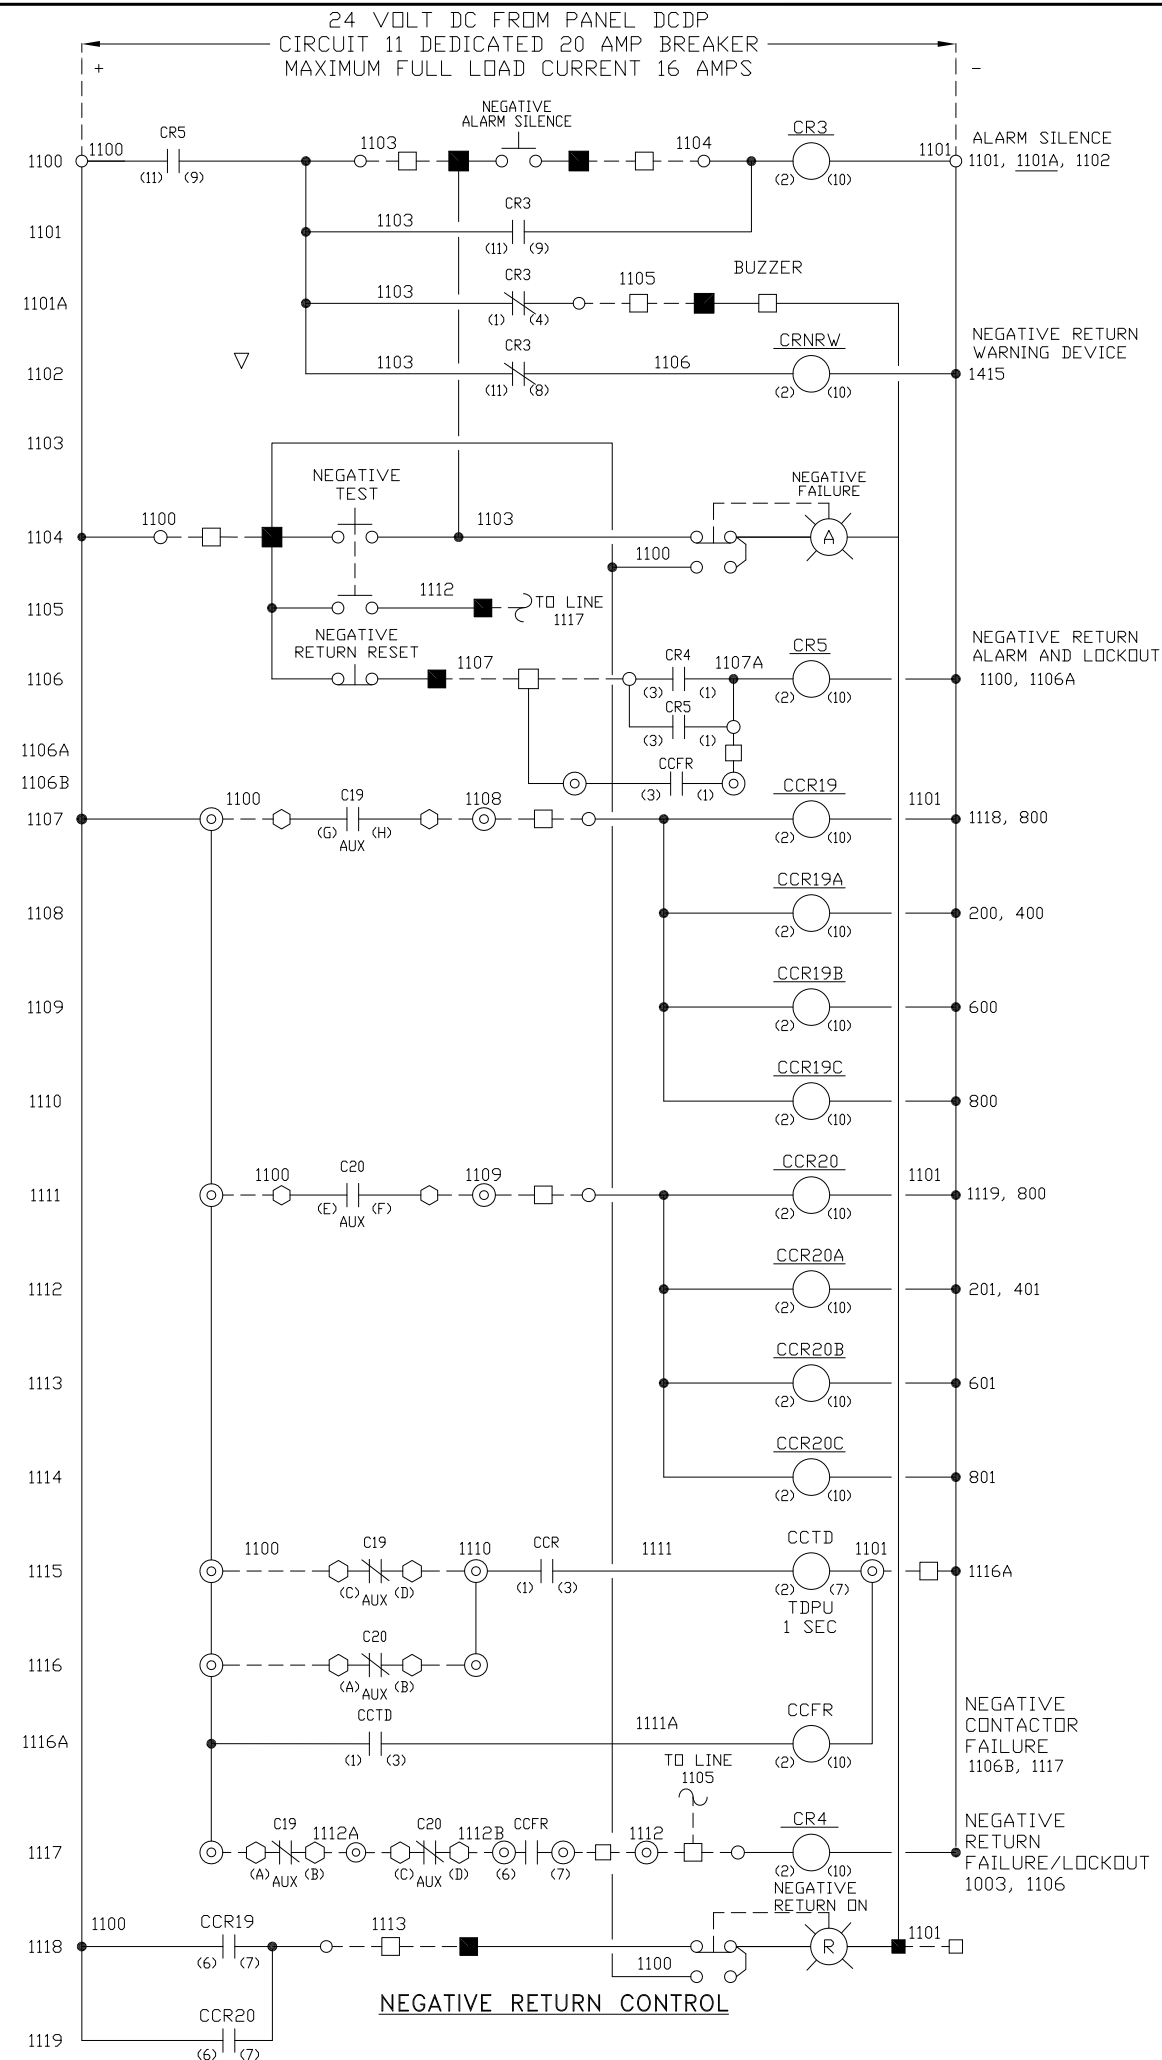 24 VOLT DC FROM PANEL DCDP
CIRCUIT 11 DEDICATED 20 AMP BREAKER
MAXIMUM FULL LOAD CURRENT 16 AMPS
+ -
NEGATIVE
ALARM SILENCE
CR5 1103 1104 CR3 ALARM SILENCE
1100 1100 1101 1101, 1101A, 1102
(11) (9) (2) (10)
CR3
1101 1103
(11) (9)
CR3 1105 BUZZER
1101A 1103
(1) (4)
NEGATIVE RETURN
CR3 CRNRW WARNING DEVICE
1102 1103 1106 1415
(11) (8) (2) (10)
1103
NEGATIVE
TEST
NEGATIVE
FAILURE
1104 1100 1103 A
1100
1105 1112 TO LINE
1117
NEGATIVE
RETURN RESET
NEGATIVE RETURN
ALARM AND LOCKOUT
1107 CR4 1107A CR5
1106 1100, 1106A
(3) (1) (2) (10)
CR5
1106A (3) (1)
CCFR
1106B (3) (1)
1100 C19 1108 CCR19 1101
1107 1118, 800
(G) (H) (2) (10)
AUX
CCR19A
1108 200, 400
(2) (10)
CCR19B
1109 600
(2) (10)
CCR19C
1110 800
(2) (10)
1100 C20 1109 CCR20 1101
1111 1119, 800
(E) (F) (2) (10)
AUX
CCR20A
1112 201, 401
(2) (10)
CCR20B
1113 601
(2) (10)
CCR20C
1114 801
(2) (10)
1100 C19 1110 CCR 1111 CCTD 1101
1115 1116A
(C) AUX (D) (1) (3) (2) (7)
TDPU
1 SEC
C20
1116
(A) AUX (B)
CCTD 1111A CCFR
1116A
(1) (3) (2) (10)
NEGATIVE
CONTACTOR
FAILURE
1106B, 1117
TO LINE
1105
C19 1112A C20 1112B CCFR 1112 CR4
1117
(A) AUX (B) (C) AUX (D) (6) (7) (2) (10)
NEGATIVE
RETURN
FAILURE/LOCKOUT
1003, 1106
NEGATIVE
RETURN ON
1100 CCR19 1113 R 1101
1118
(6) (7) 1100
NEGATIVE RETURN CONTROL
CCR20
1119
(6) (7)